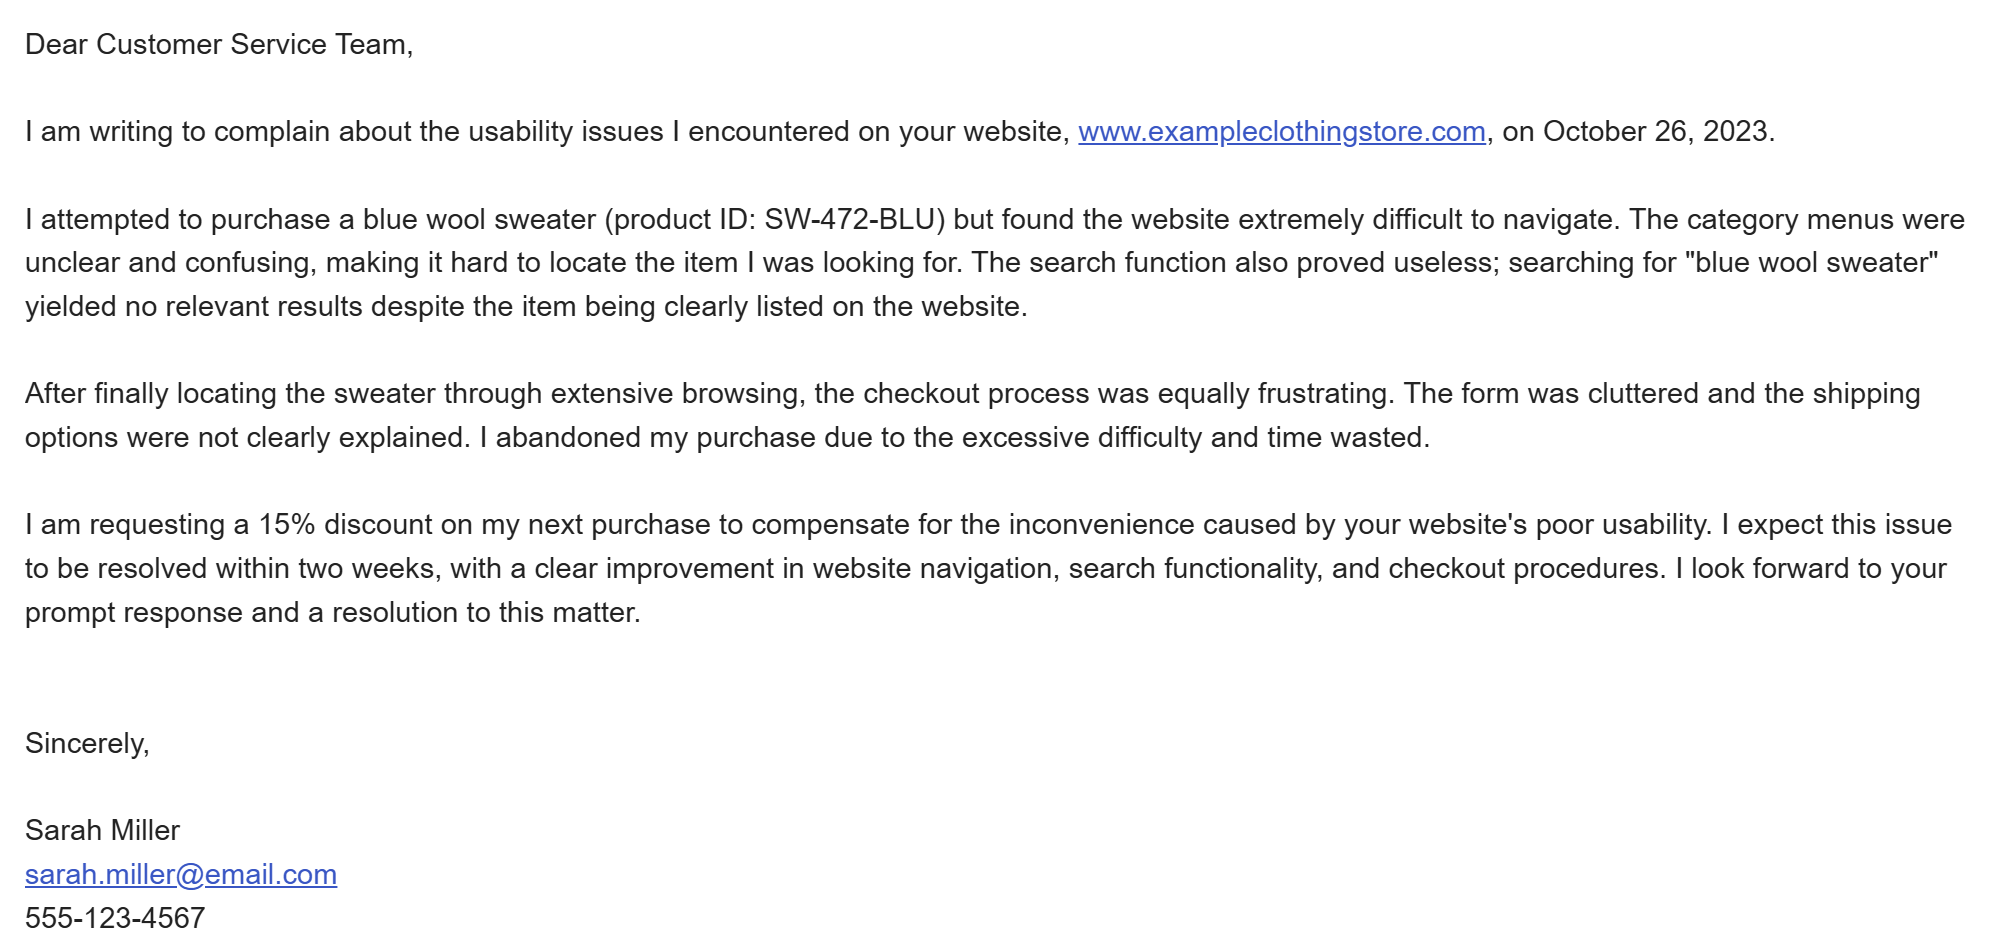 Dear Customer Service Team,
I am writing to complain about the usability issues I encountered on your website, www.exampleclothingstore.com, on October 26, 2023.
I attempted to purchase a blue wool sweater (product ID: SW-472-BLU) but found the website extremely difficult to navigate. The category menus were
unclear and confusing, making it hard to locate the item I was looking for. The search function also proved useless; searching for "blue wool sweater"
yielded no relevant results despite the item being clearly listed on the website.
After finally locating the sweater through extensive browsing, the checkout process was equally frustrating. The form was cluttered and the shipping
options were not clearly explained. I abandoned my purchase due to the excessive difficulty and time wasted.
I am requesting a 15% discount on my next purchase to compensate for the inconvenience caused by your website's poor usability. I expect this issue
to be resolved within two weeks, with a clear improvement in website navigation, search functionality, and checkout procedures. I look forward to your
prompt response and a resolution to this matter.
Sincerely,
Sarah Miller
sarah.miller@email.com
555-123-4567